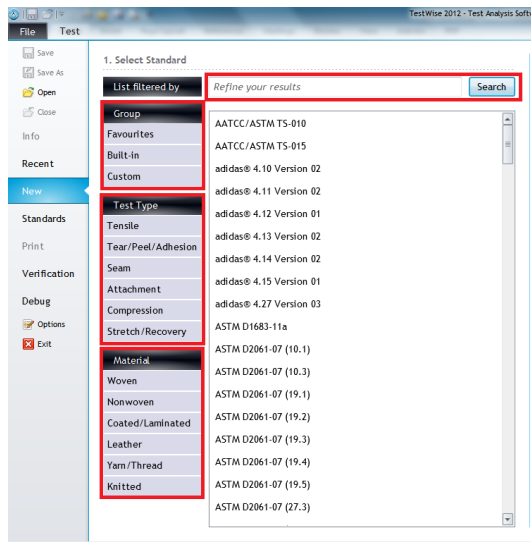 TestWise 2012 - Test Analysis Softw
File
Test
Save
Save As
Open
Close
Info
Recent
New
Standards
Print
Verification
Debug
Options
Exit
1. Select Standard
List filtered by
Refine your results
Search
Group
Favourites
Built-in
Custom
Test Type
Tensile
Tear/Peel/Adhesion
Seam
Attachment
Compression
Stretch/Recovery
Material
Woven
Nonwoven
Coated/Laminated
Leather
Yarn/Thread
Knitted
AATCC/ASTM TS-010
AATCC/ASTM TS-015
adidas® 4.10 Version 02
adidas® 4.11 Version 02
adidas® 4.12 Version 01
adidas® 4.13 Version 02
adidas® 4.14 Version 02
adidas® 4.15 Version 01
adidas® 4.27 Version 03
ASTM D1683-11a
ASTM D2061-07 (10.1)
ASTM D2061-07 (10.3)
ASTM D2061-07 (19.1)
ASTM D2061-07 (19.2)
ASTM D2061-07 (19.3)
ASTM D2061-07 (19.4)
ASTM D2061-07 (19.5)
ASTM D2061-07 (27.3)